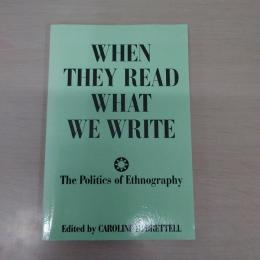 WHEN
THEY READ
WHAT
WE WRITE
The Politics of Ethnography
Edited by CAROLINE B. BRETTELL